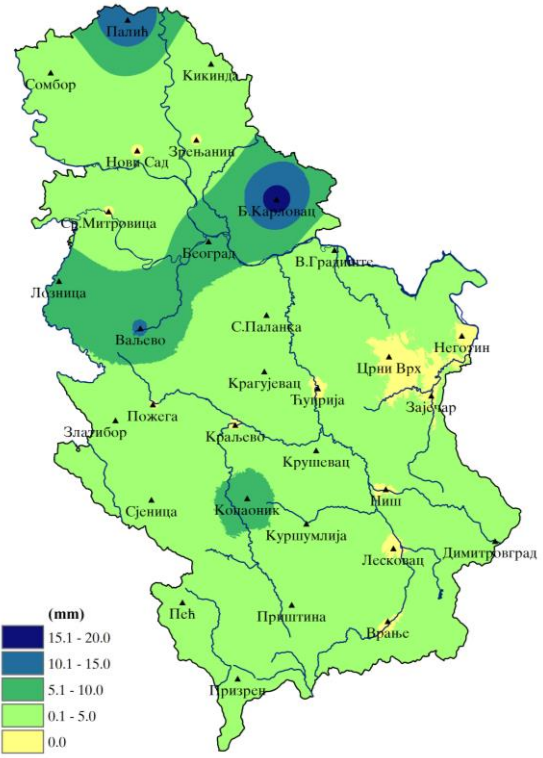 Палић
Кикинда
Сомбор
Зрењанин
Нови Сад
Б.Карловац
Ср.Митровица
Београд
В.Градиште
Лозница
С.Паланка
Ваљево
Неготин
Црни Врх
Крагујевац
Ћуприја
Зајечар
Пожега
Златибор
Краљево
Крушевац
Ниш
Копаоник
Сјеница
Куршумлија
Димитровград
Лесковац
Пећ
Приштина
Врање
Призрен
(mm)
15.1 - 20.0
10.1 - 15.0
5.1 - 10.0
0.1 - 5.0
0.0